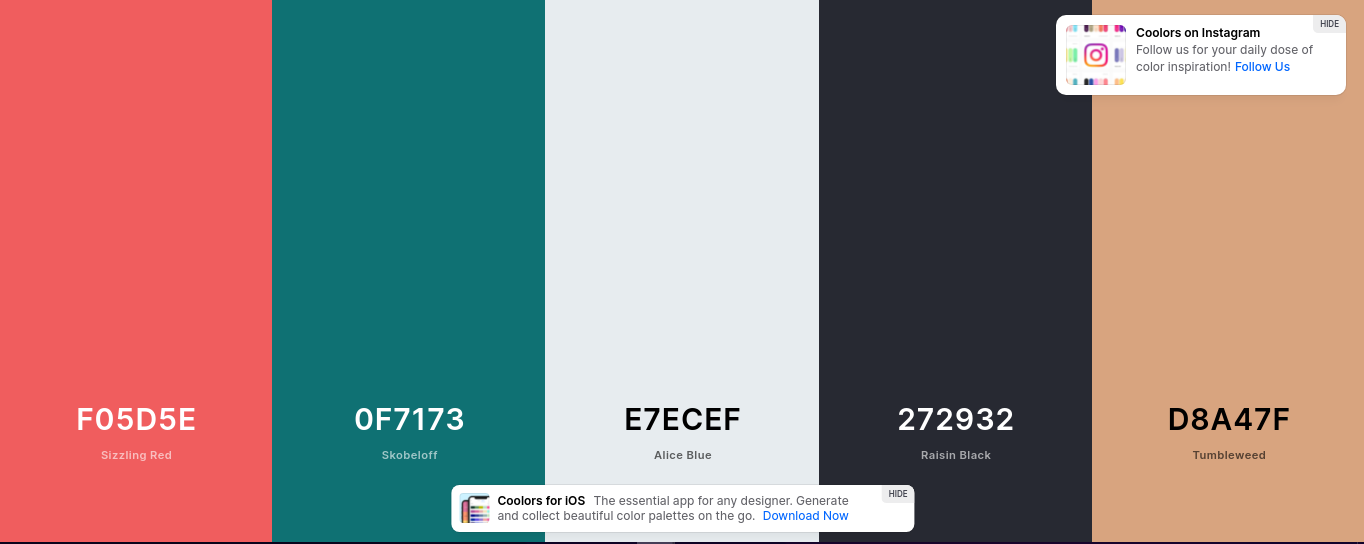 HIDE
Coolors on Instagram
Follow us for your daily dose of
color inspiration! Follow Us
F05D5E
Sizzling Red
0F7173
Skobeloff
E7ECEF
Alice Blue
272932
Raisin Black
D8A47F
Tumbleweed
HIDE
Coolors for iOS The essential app for any designer. Generate
and collect beautiful color palettes on the go. Download Now